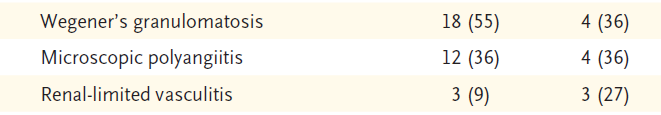 Wegener’s granulomatosis 18 (55) 4 (36)
Microscopic polyangiitis 12 (36) 4 (36)
Renal-limited vasculitis 3 (9) 3 (27)